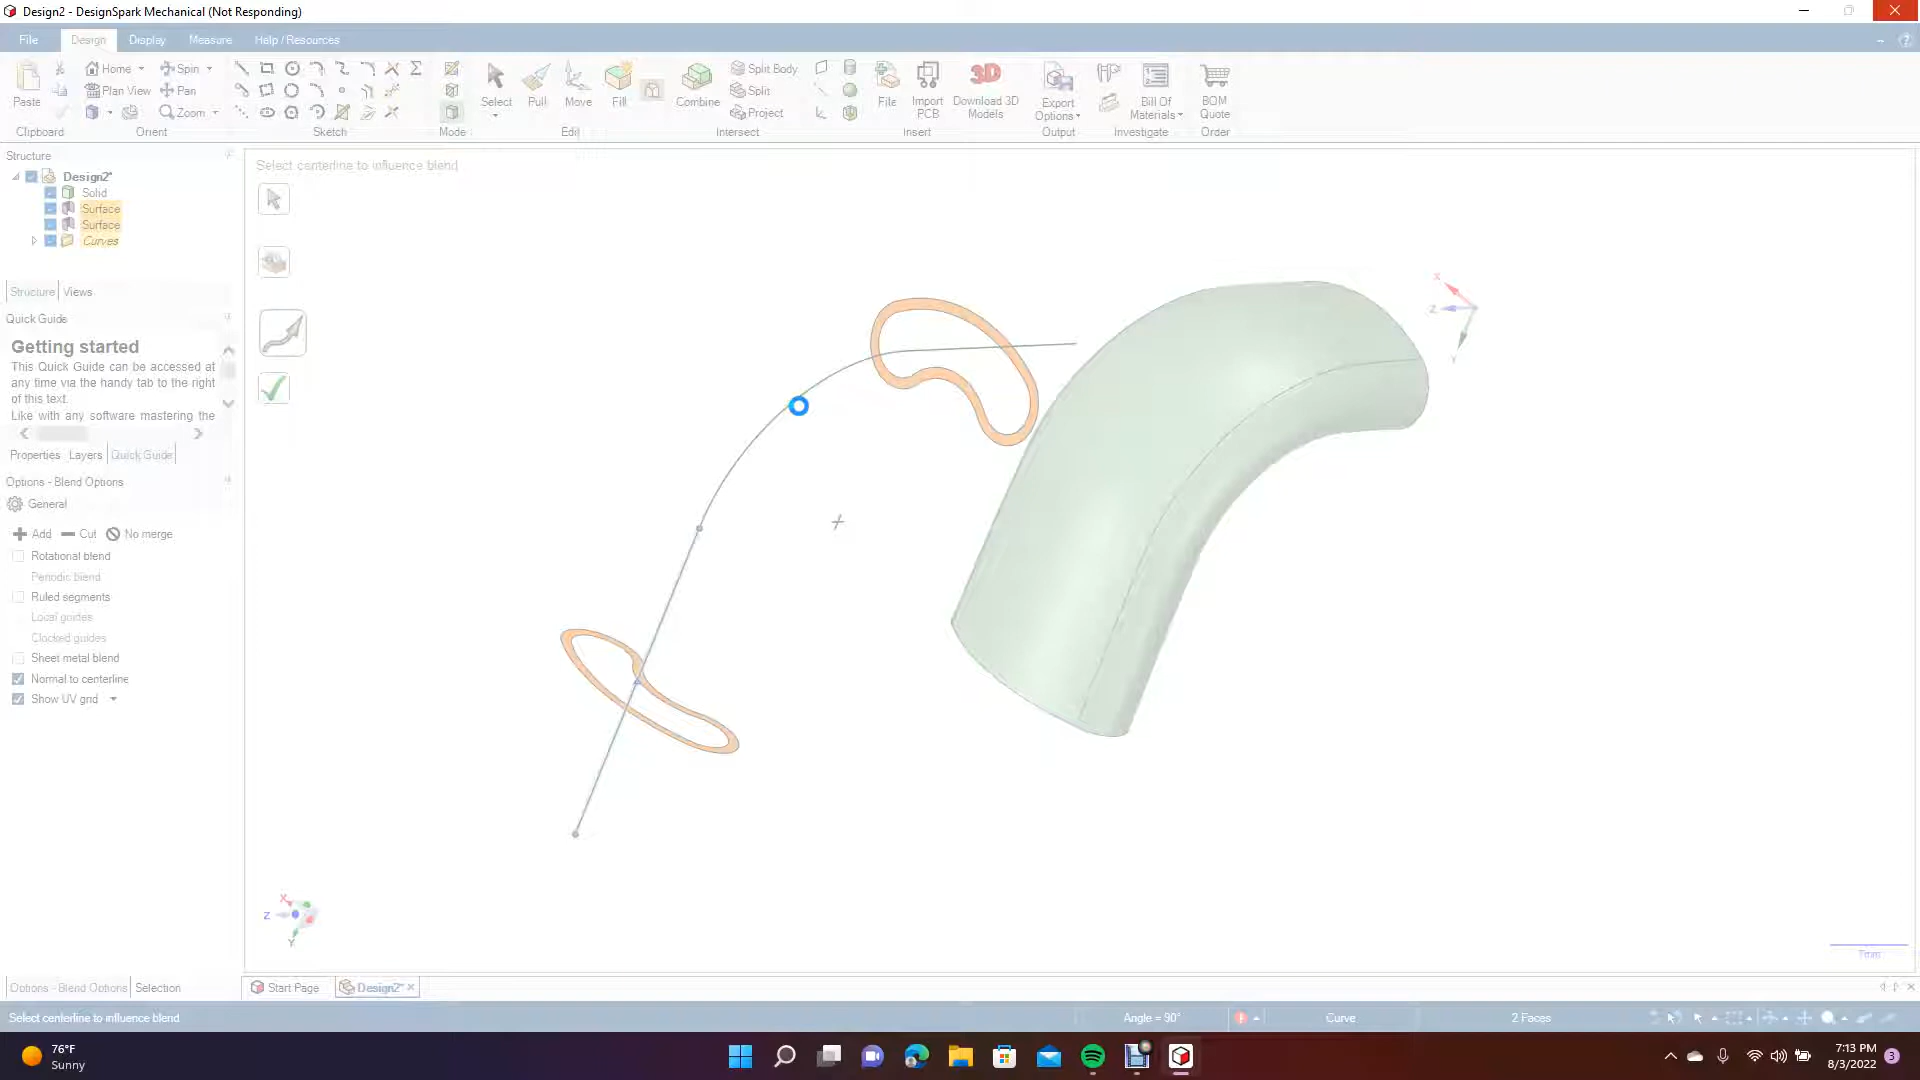 Design2 - DesignSpark Mechanical (Not Responding)
File
Design
Display
Measure
Help / Resources
Paste
Home
Plan View
Spin
Pan
Zoom
Select
Pull
Move
Fill
Combine
Split Body
Split
Project
File
Import PCB
3D
Download 3D Models
Export Options
Bill Of Materials
BOM Quote
Clipboard
Orient
Sketch
Mode
Edit
Intersect
Insert
Output
Investigate
Order
Structure
Design2*
Solid
Surface
Surface
Curves
Structure
Views
Quick Guide
Getting started
This Quick Guide can be accessed at
any time via the handy tab to the right
of this text.
Like with any software mastering the
Properties
Layers
Quick Guide
Options - Blend Options
General
Add
Cut
No merge
Rotational blend
Periodic blend
Ruled segments
Local guides
Clocked guides
Sheet metal blend
Normal to centerline
Show UV grid
Select centerline to influence blend
X
Z
Y
X
Z
Y
Options - Blend Options
Selection
Start Page
Design2*
Select centerline to influence blend
Angle = 90°
Curve
2 Faces
76°F
Sunny
7:13 PM
8/3/2022
3